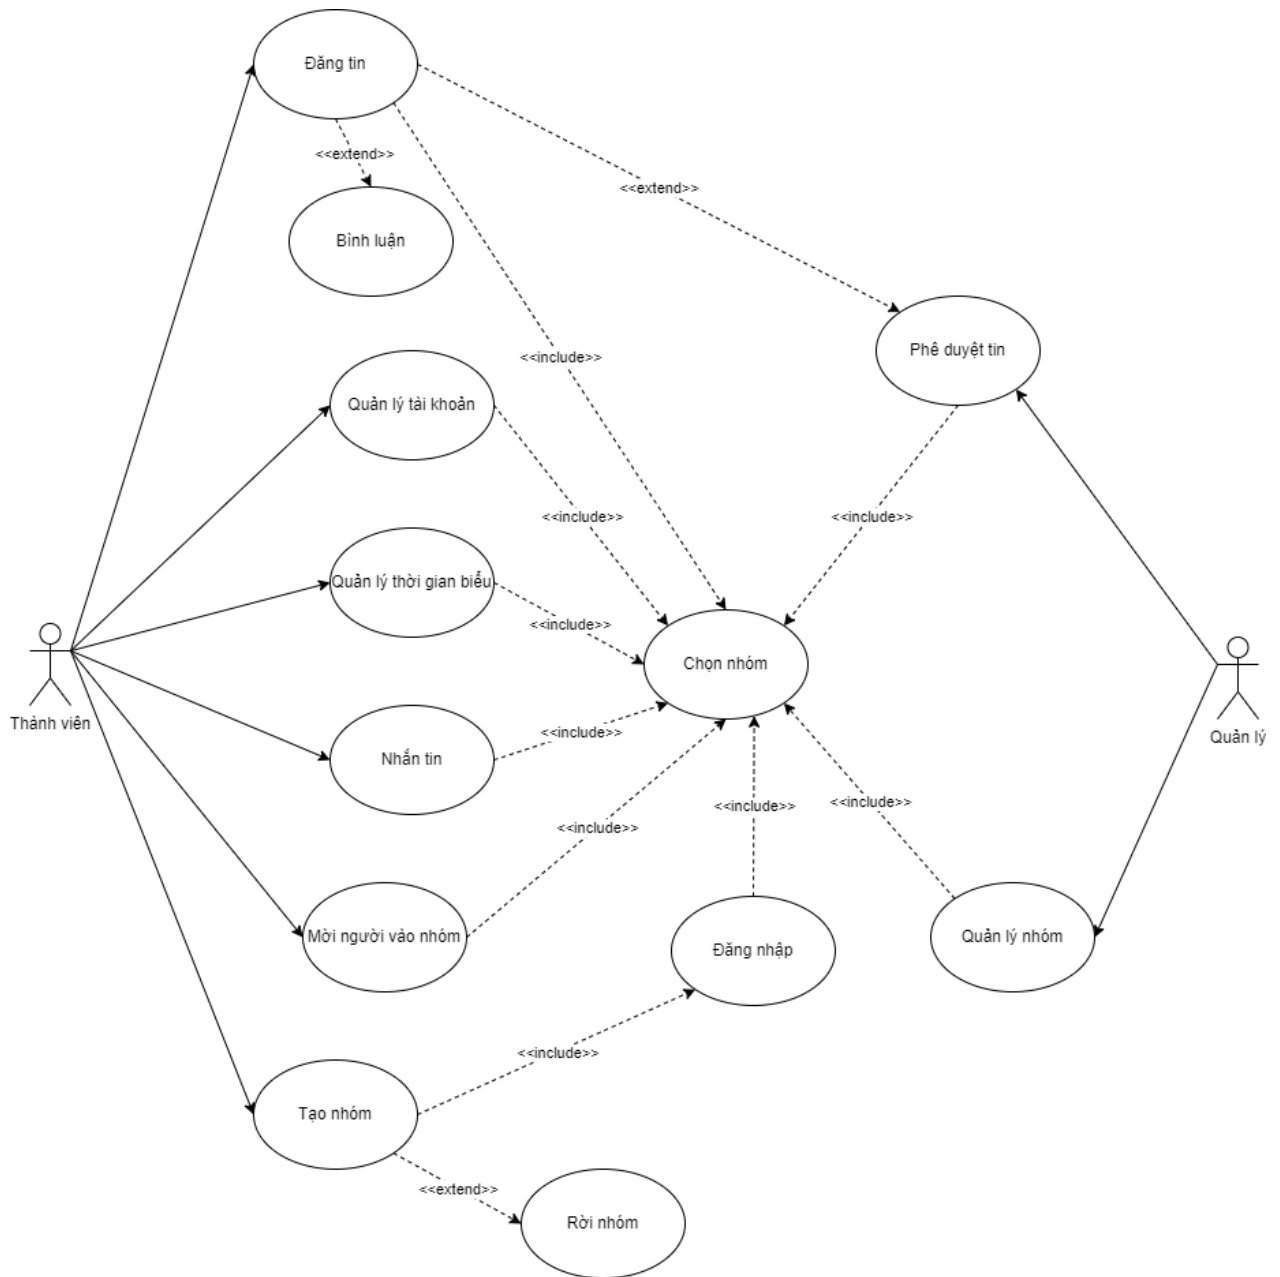 Đăng tin
<<extend>>
<<extend>>
Bình luận
<<include>>
Phê duyệt tin
Quản lý tài khoản
<<include>>
<<include>>
Quản lý thời gian biểu
<<include>>
Chọn nhóm
Thành viên
Quản lý
<<include>>
Nhắn tin
<<include>>
<<include>>
<<include>>
Mời người vào nhóm
Đăng nhập
Quản lý nhóm
<<include>>
Tạo nhóm
<<extend>>
Rời nhóm